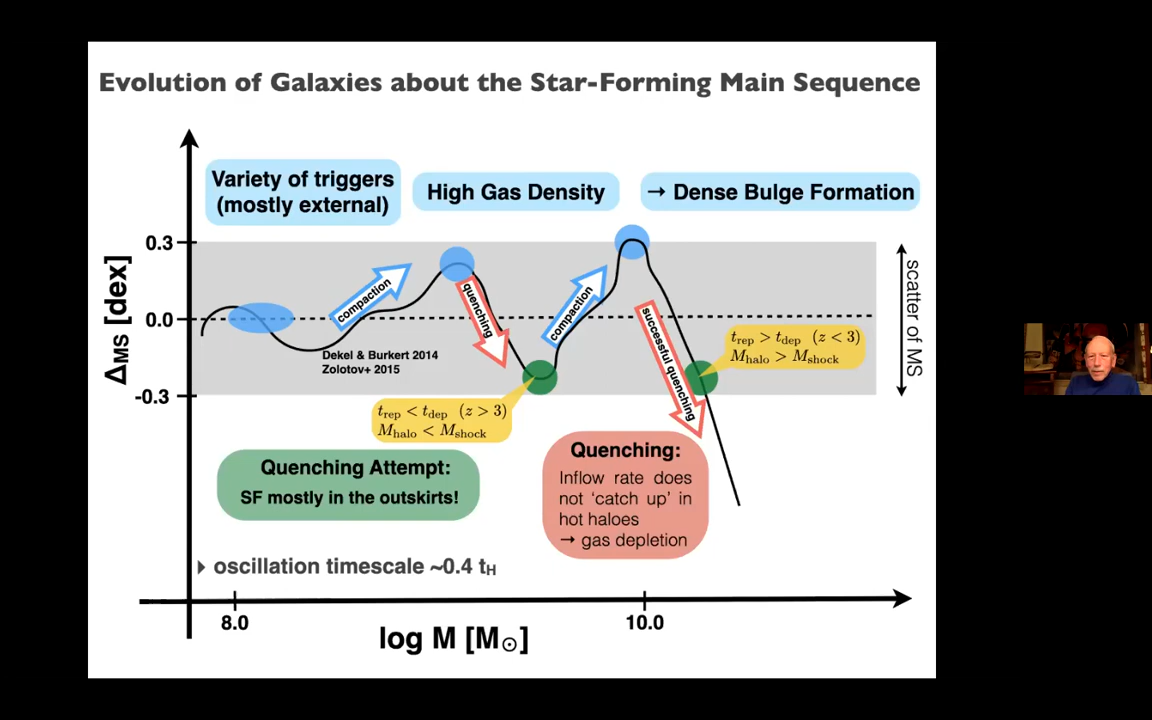 Evolution of Galaxies about the Star-Forming Main Sequence
Variety of triggers
(mostly external)
High Gas Density
→ Dense Bulge Formation
0.3
0.0
-0.3
ΔMS [dex]
compaction
quenching
compaction
successful quenching
scatter of MS
Dekel & Burkert 2014
Zolotov+ 2015
t_rep > t_dep (z < 3)
M_halo > M_shock
t_rep < t_dep (z > 3)
M_halo < M_shock
Quenching Attempt:
SF mostly in the outskirts!
Quenching:
Inflow rate does
not ‘catch up’ in
hot haloes
→ gas depletion
oscillation timescale ~0.4 tH
8.0
10.0
log M [M⊙]